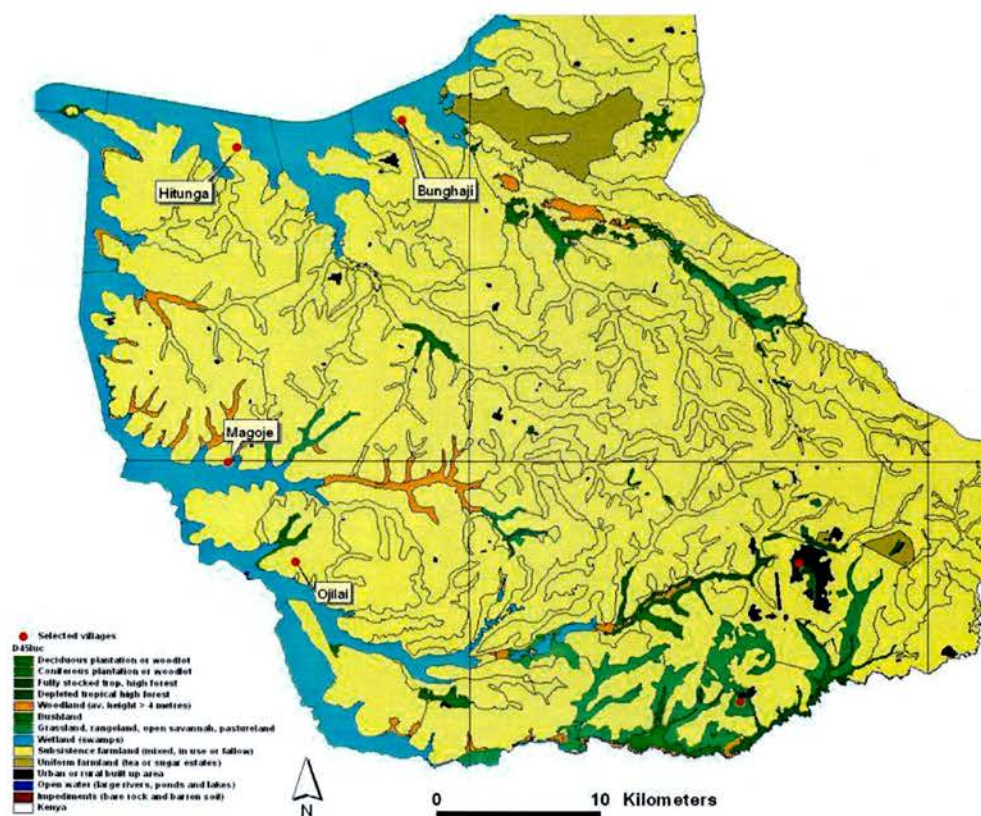 Hitunga
Bunghaji
Magoje
Ojilai
Selected villages
D45luc
Deciduous plantation or woodlot
Coniferous plantation or woodlot
Fully stocked trop. high forest
Depleted tropical high forest
Woodland (av. height > 4 metres)
Bushland
Grassland, rangeland, open savannah, pastureland
Wetland (swamps)
Subsistence farmland (mixed, in use or fallow)
Uniform farmland (tea or sugar estates)
Urban or rural built up area
Open water (large rivers, ponds and lakes)
Impediments (bare rock and barren soil)
Kenya
N
0 10 Kilometers